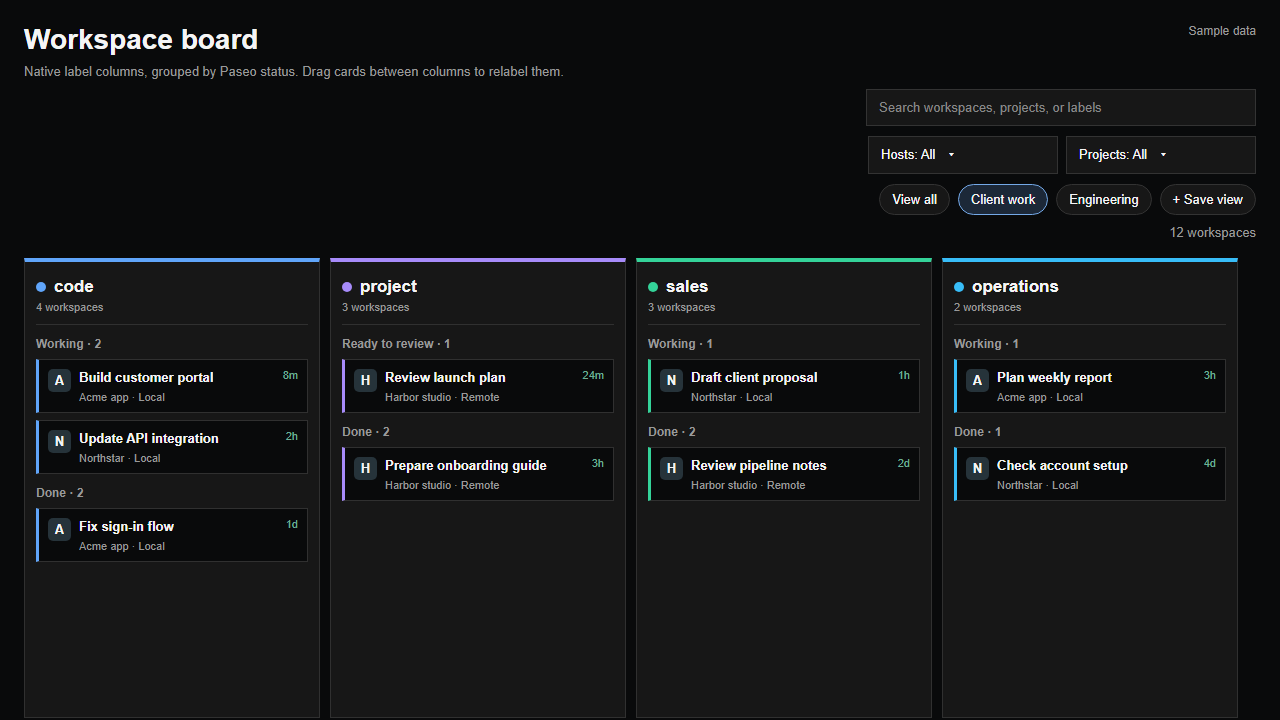 Workspace board
Sample data
Native label columns, grouped by Paseo status. Drag cards between columns to relabel them.
Search workspaces, projects, or labels
Hosts: All
Projects: All
View all
Client work
Engineering
+ Save view
12 workspaces
code
4 workspaces
Working · 2
A
Build customer portal
8m
Acme app · Local
N
Update API integration
2h
Northstar · Local
Done · 2
A
Fix sign-in flow
1d
Acme app · Local
project
3 workspaces
Ready to review · 1
H
Review launch plan
24m
Harbor studio · Remote
Done · 2
H
Prepare onboarding guide
3h
Harbor studio · Remote
sales
3 workspaces
Working · 1
N
Draft client proposal
1h
Northstar · Local
Done · 2
H
Review pipeline notes
2d
Harbor studio · Remote
operations
2 workspaces
Working · 1
A
Plan weekly report
3h
Acme app · Local
Done · 1
N
Check account setup
4d
Northstar · Local